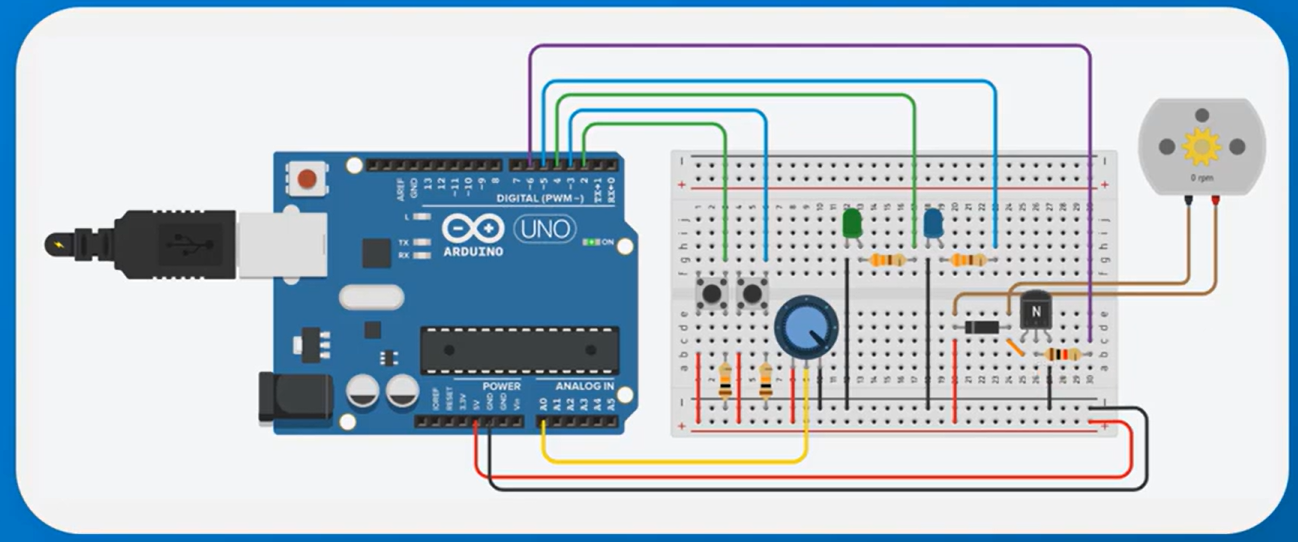 AREF
GND
13
12
~11
~10
~9
8
7
~6
~5
4
~3
2
TX→1
RX←0
DIGITAL (PWM~)
L
TX
RX
ARDUINO
UNO
ON
POWER
ANALOG IN
IOREF
RESET
3.3V
5V
GND
GND
Vin
A0
A1
A2
A3
A4
A5
N
0 rpm